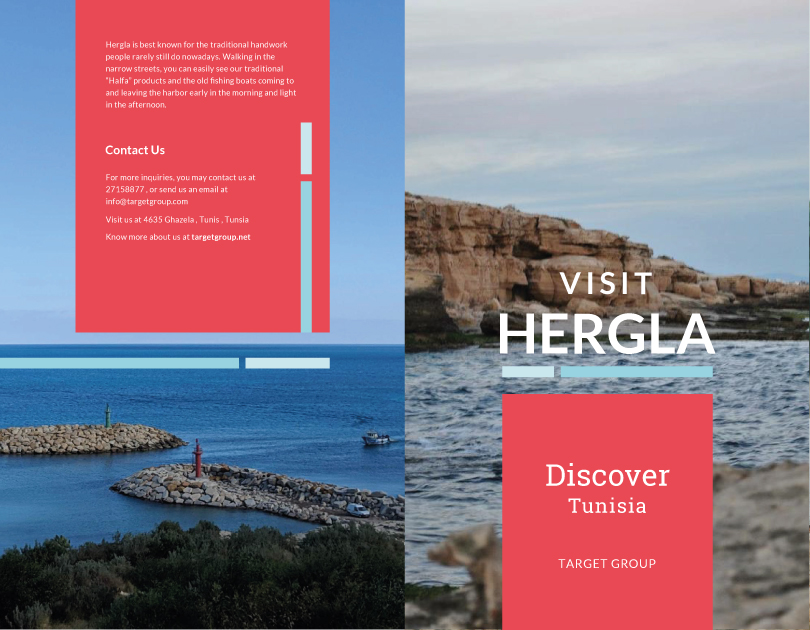 Hergla is best known for the traditional handwork
people rarely still do nowadays. Walking in the
narrow streets, you can easily see our traditional
"Halfa" products and the old fishing boats coming to
and leaving the harbor early in the morning and light
in the afternoon.
Contact Us
For more inquiries, you may contact us at
27158877 , or send us an email at
info@targetgroup.com
Visit us at 4635 Ghazela , Tunis , Tunsia
Know more about us at targetgroup.net
VISIT
HERGLA
Discover
Tunisia
TARGET GROUP